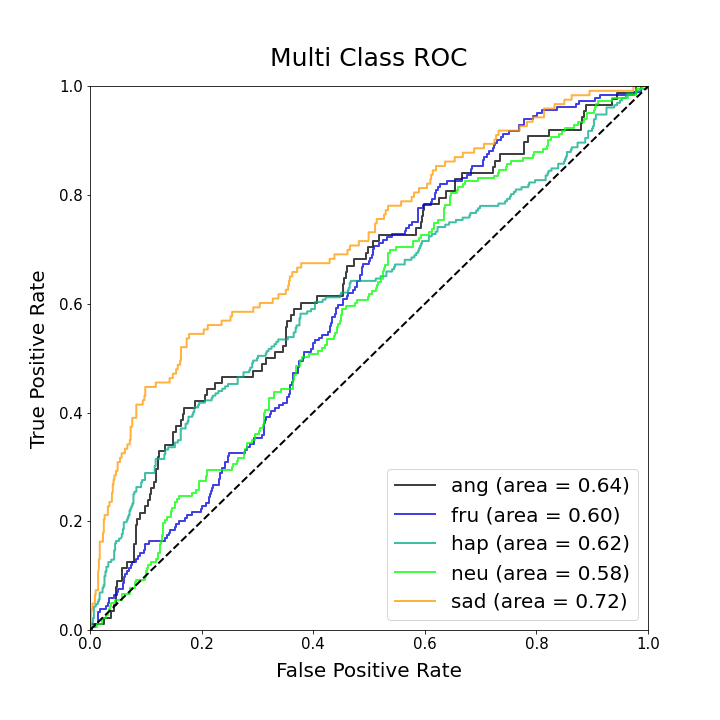 Multi Class ROC
True Positive Rate
1.0
0.8
0.6
0.4
0.2
0.0
ang (area = 0.64)
fru (area = 0.60)
hap (area = 0.62)
neu (area = 0.58)
sad (area = 0.72)
0.0 0.2 0.4 0.6 0.8 1.0
False Positive Rate